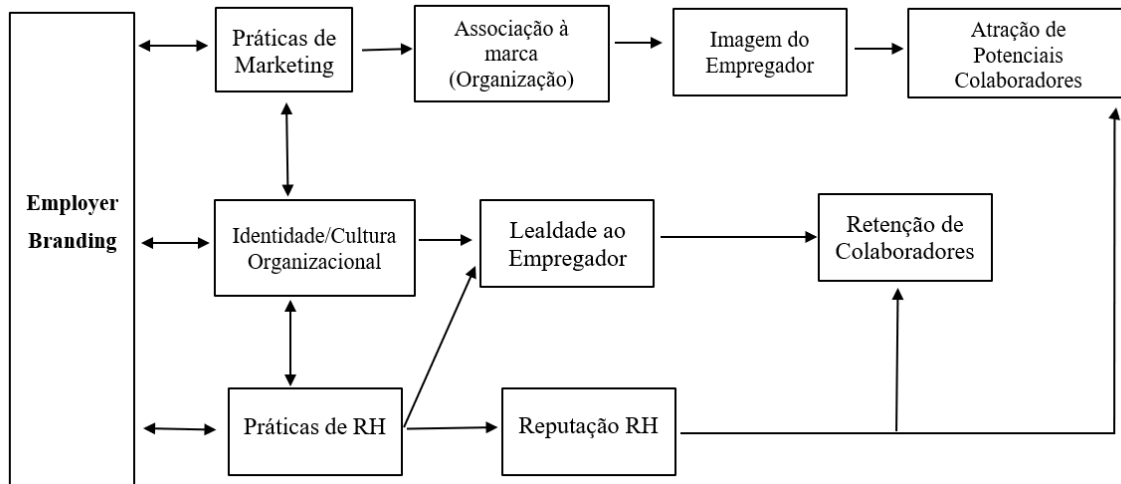 Práticas de
Marketing
Associação à
marca
(Organização)
Imagem do
Empregador
Atração de
Potenciais
Colaboradores
Employer
Branding
Identidade/Cultura
Organizacional
Lealdade ao
Empregador
Retenção de
Colaboradores
Práticas de RH
Reputação RH